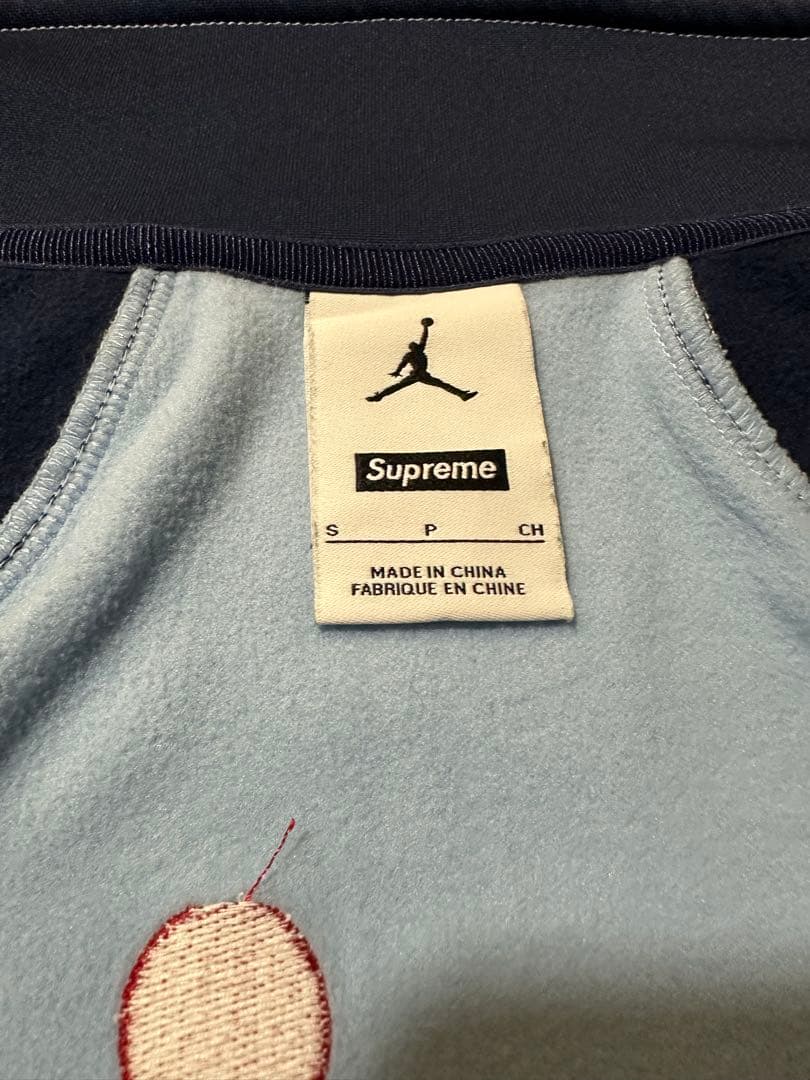 Supreme
S P CH
MADE IN CHINA
FABRIQUE EN CHINE